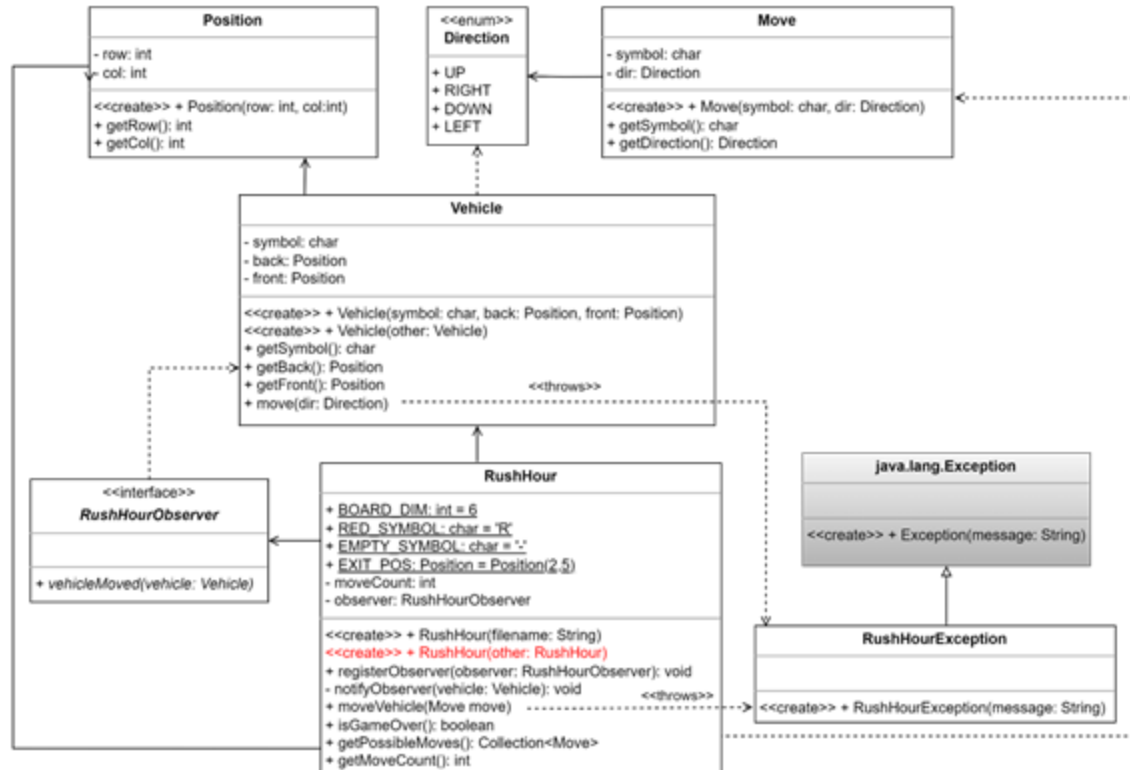 Position
- row: int
- col: int
<<create>> + Position(row: int, col:int)
+ getRow(): int
+ getCol(): int
<<enum>>
Direction
+ UP
+ RIGHT
+ DOWN
+ LEFT
Move
- symbol: char
- dir: Direction
<<create>> + Move(symbol: char, dir: Direction)
+ getSymbol(): char
+ getDirection(): Direction
Vehicle
- symbol: char
- back: Position
- front: Position
<<create>> + Vehicle(symbol: char, back: Position, front: Position)
<<create>> + Vehicle(other: Vehicle)
+ getSymbol(): char
+ getBack(): Position
+ getFront(): Position
+ move(dir: Direction)
<<throws>>
<<interface>>
RushHourObserver
+ vehicleMoved(vehicle: Vehicle)
RushHour
+ BOARD_DIM: int = 6
+ RED_SYMBOL: char = 'R'
+ EMPTY_SYMBOL: char = '-'
+ EXIT_POS: Position = Position(2,5)
- moveCount: int
- observer: RushHourObserver
<<create>> + RushHour(filename: String)
<<create>> + RushHour(other: RushHour)
+ registerObserver(observer: RushHourObserver): void
- notifyObserver(vehicle: Vehicle): void
+ moveVehicle(Move move)
+ isGameOver(): boolean
+ getPossibleMoves(): Collection<Move>
+ getMoveCount(): int
<<throws>>
java.lang.Exception
<<create>> + Exception(message: String)
RushHourException
<<create>> + RushHourException(message: String)